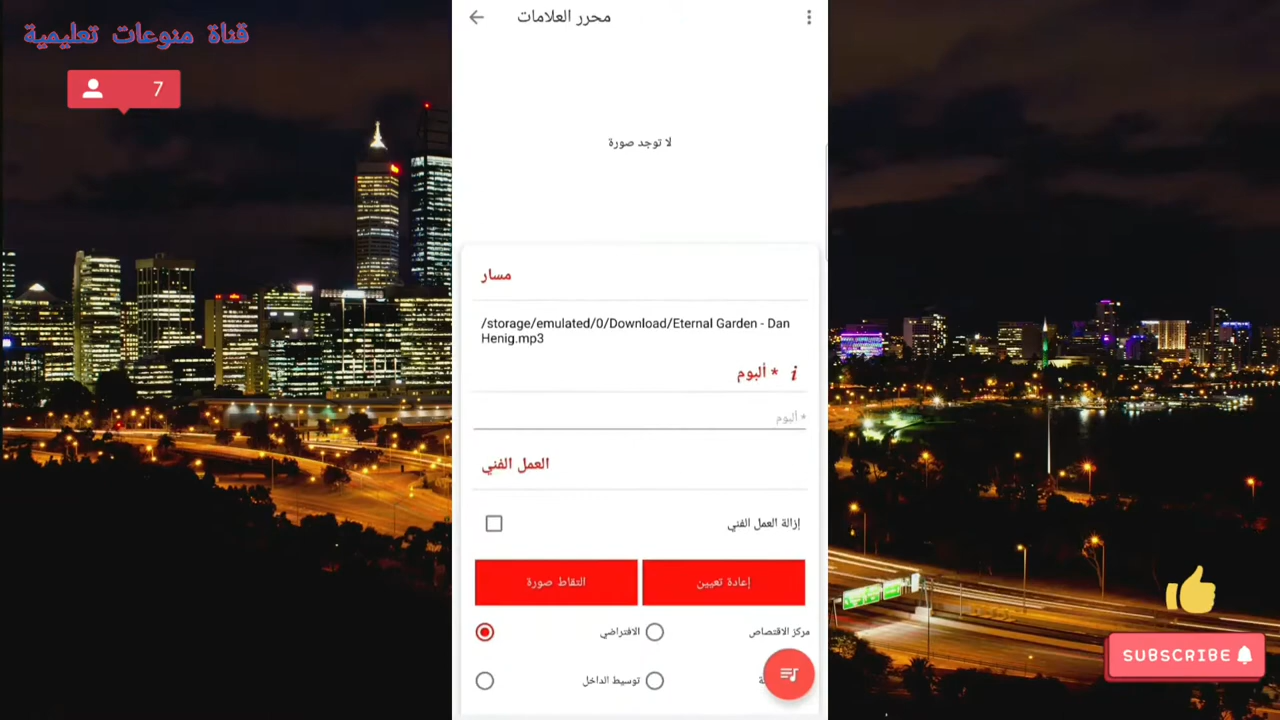 قناة منوعات تعليمية
7
محرر العلامات
لا توجد صورة
مسار
/storage/emulated/0/Download/Eternal Garden - Dan
Henig.mp3
* ألبوم i
* ألبوم
العمل الفني
إزالة العمل الفني
إعادة تعيين
التقاط صورة
مركز الاقتصاص
الافتراضي
توسيط الداخل
SUBSCRIBE